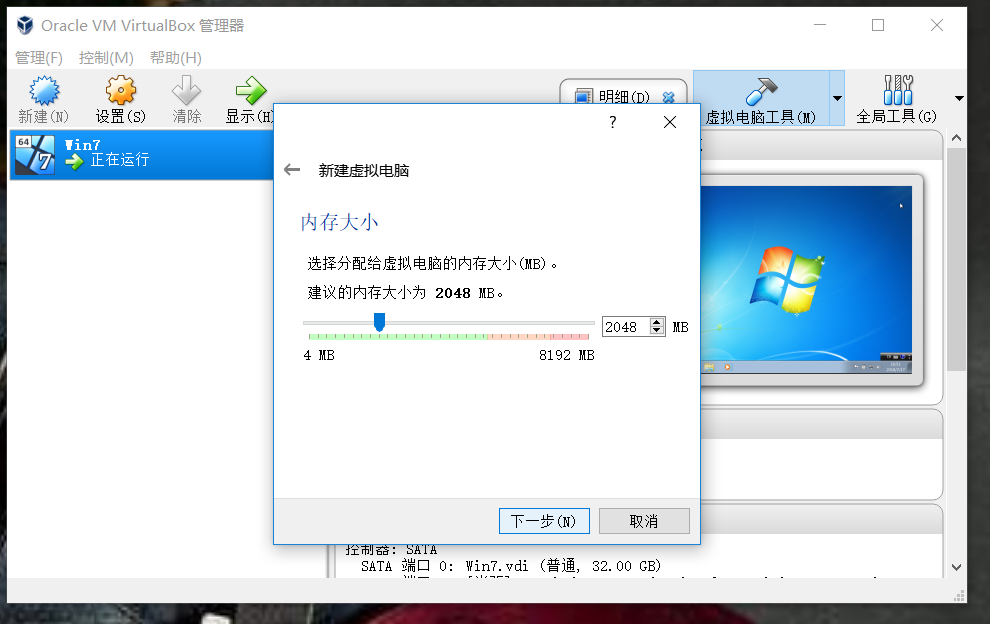 Oracle VM VirtualBox 管理器
管理(F) 控制(M) 帮助(H)
新建(N) 设置(S) 清除 显示(H 明细(D) 虚拟电脑工具(M) 全局工具(G)
64
7
Win7
正在运行
?
新建虚拟电脑
内存大小
选择分配给虚拟电脑的内存大小(MB)。
建议的内存大小为 2048 MB。
2048 MB
4 MB 8192 MB
下一步(N) 取消
控制器: SATA
SATA 端口 0: Win7.vdi (普通, 32.00 GB)